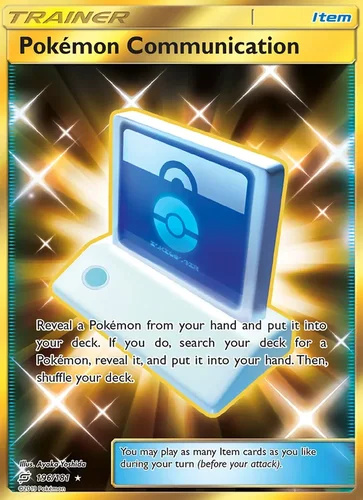 TRAINER
Item
Pokémon Communication
Reveal a Pokémon from your hand and put it into
your deck. If you do, search your deck for a
Pokémon, reveal it, and put it into your hand. Then,
shuffle your deck.
Illus. Ayaka Yoshida
196/181
©2019 Pokémon
You may play as many Item cards as you like
during your turn (before your attack).